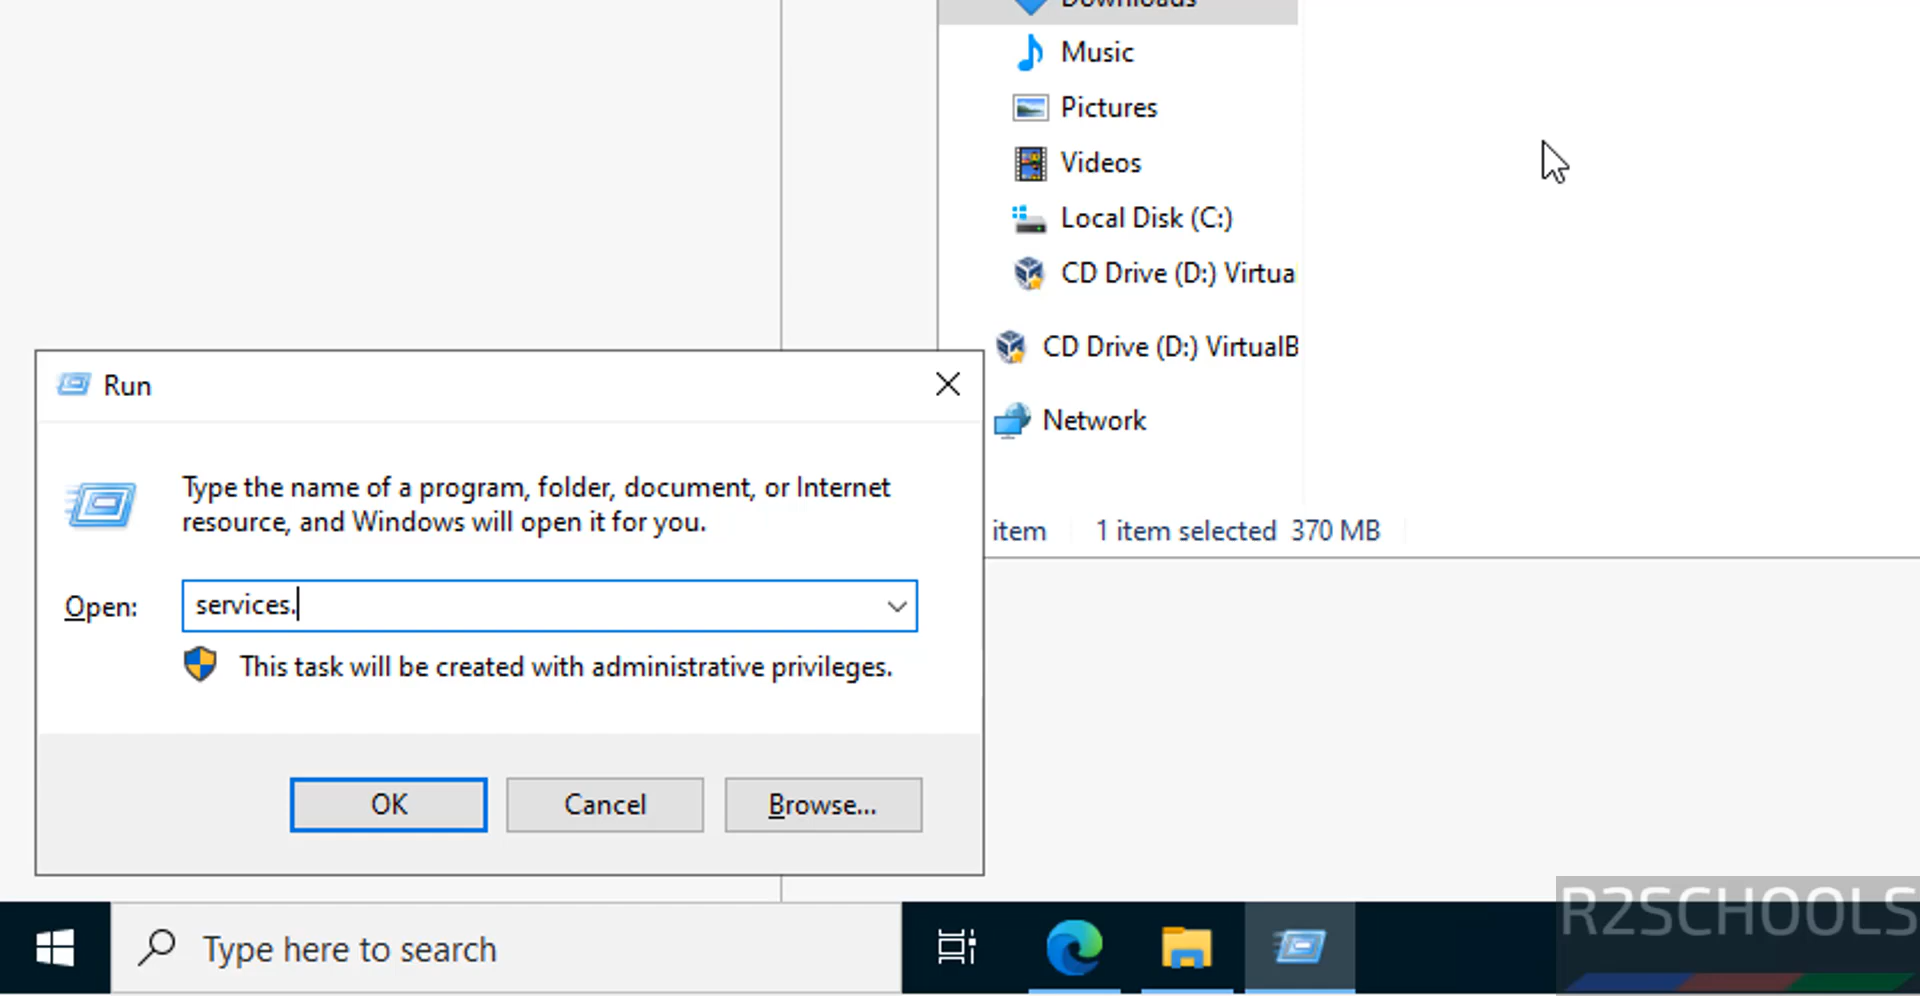 Downloads
Music
Pictures
Videos
Local Disk (C:)
CD Drive (D:) Virtua
CD Drive (D:) VirtualB
Network
item 1 item selected 370 MB
Run
Type the name of a program, folder, document, or Internet
resource, and Windows will open it for you.
Open: services.
This task will be created with administrative privileges.
OK Cancel Browse...
Type here to search
R2SCHOOLS